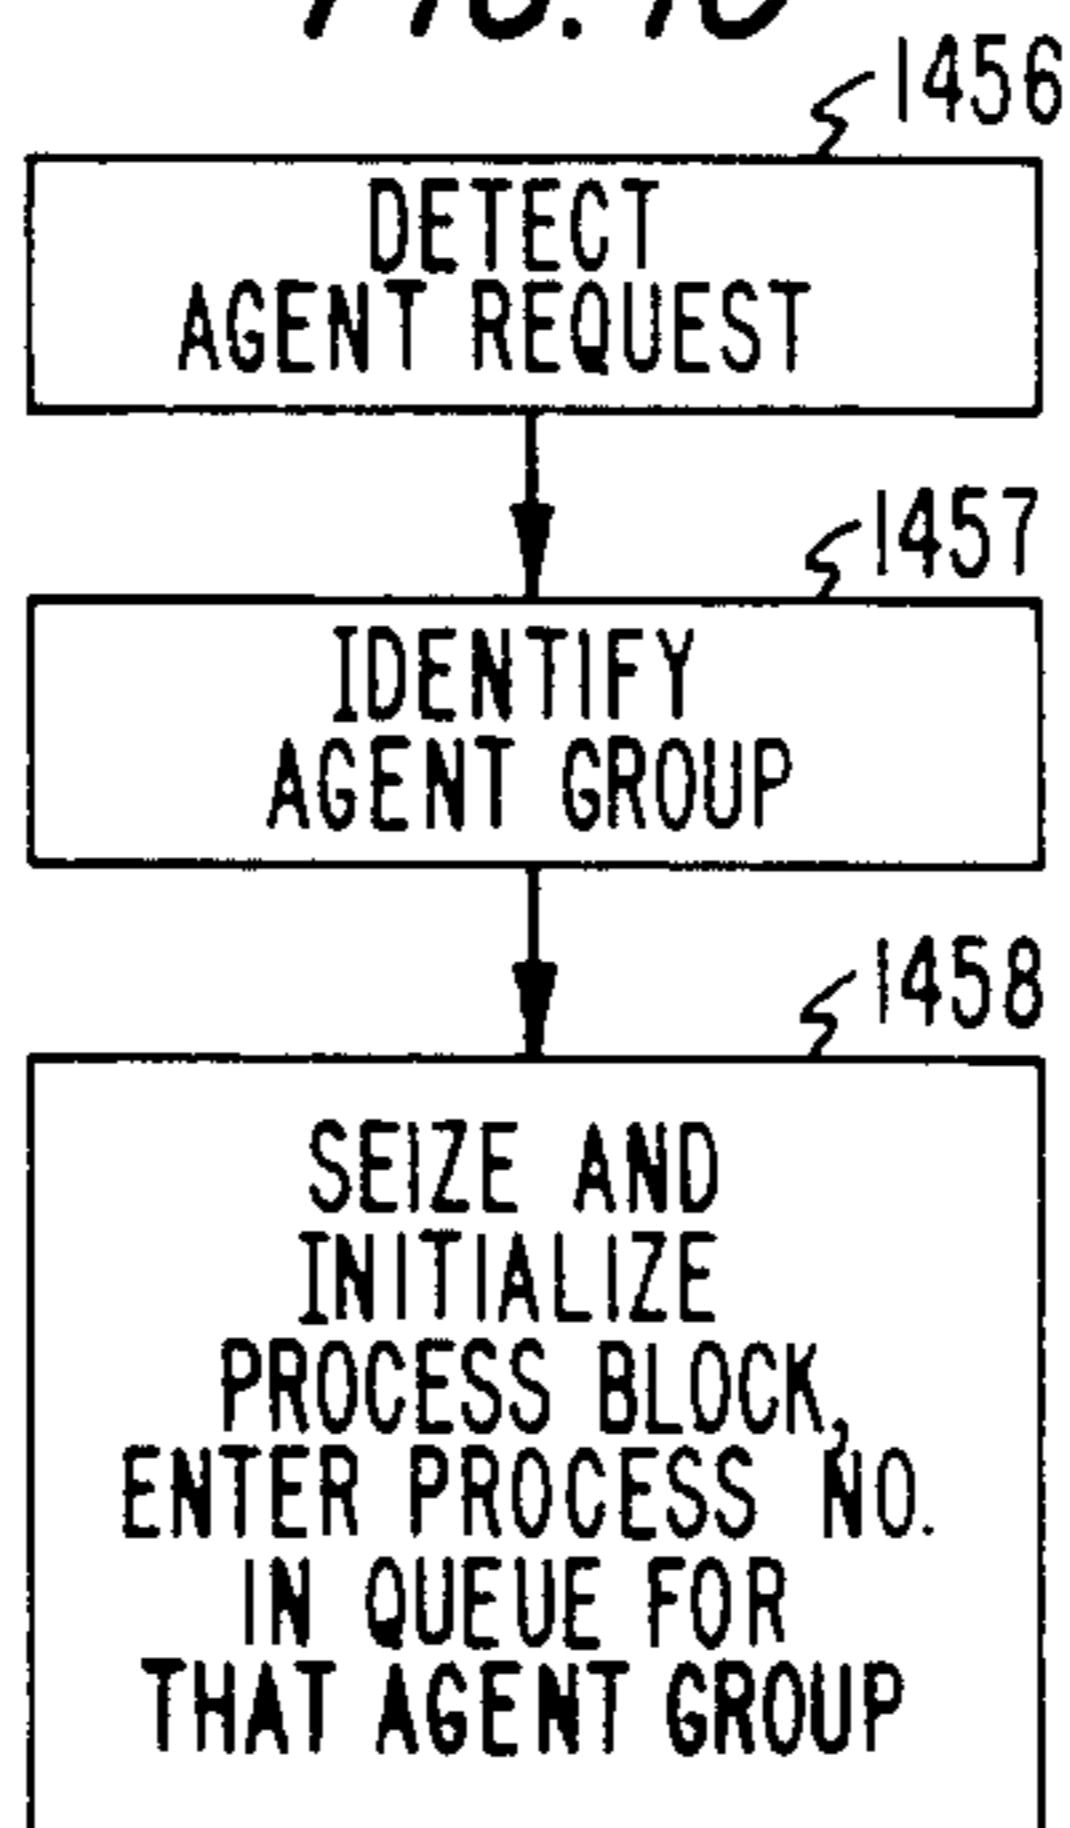 1456
DETECT
AGENT REQUEST
1457
IDENTIFY
AGENT GROUP
1458
SEIZE AND
INITIALIZE
PROCESS BLOCK,
ENTER PROCESS NO.
IN QUEUE FOR
THAT AGENT GROUP